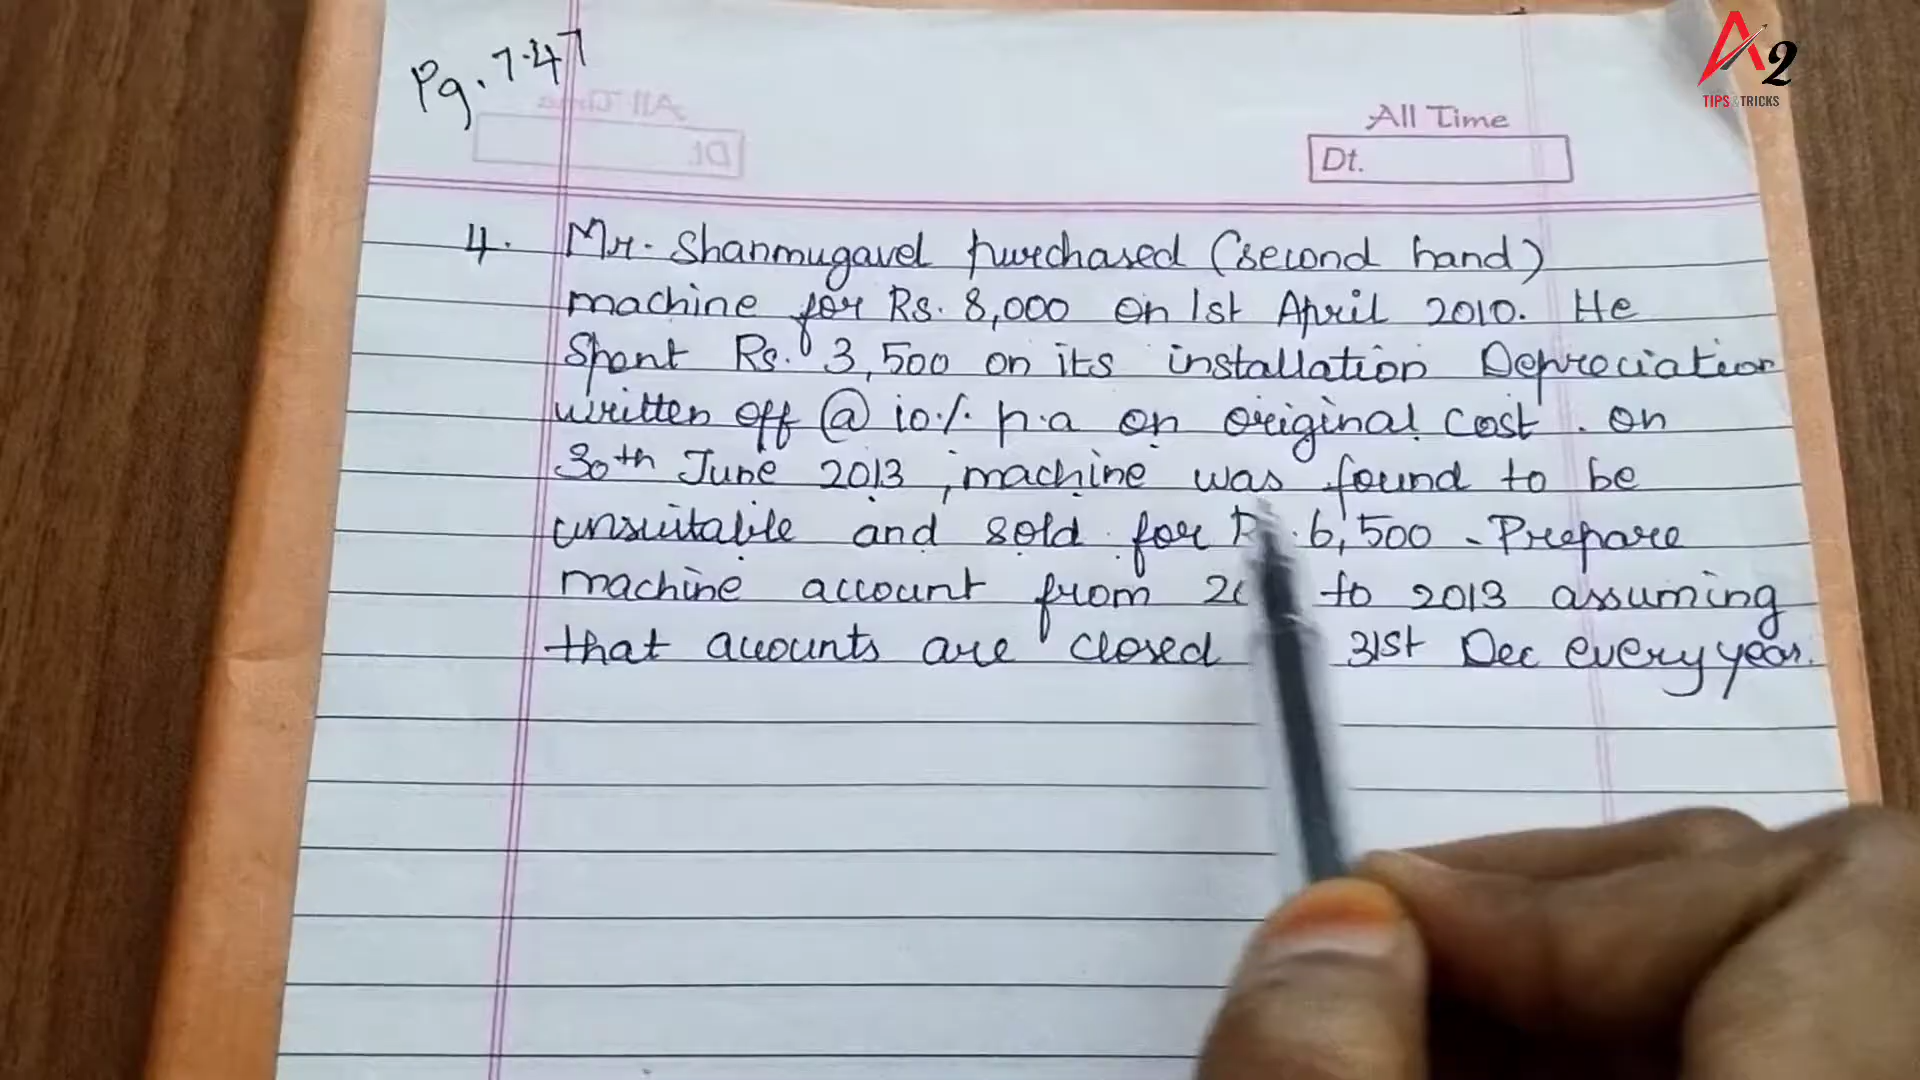 Pg. 7.47
A2
TIPS & TRICKS
All Time
Dt.
4. Mr. Shanmugavel purchased (second hand)
machine for Rs. 8,000 on 1st April 2010. He
Spent Rs. 3,500 on its installation Depreciation
written off @ 10% p.a on original cost. on
30th June 2013, machine was found to be
unsuitable and sold for 6,500 - Prepare
machine account from to 2013 assuming
that accounts are closed 31st Dec every year.